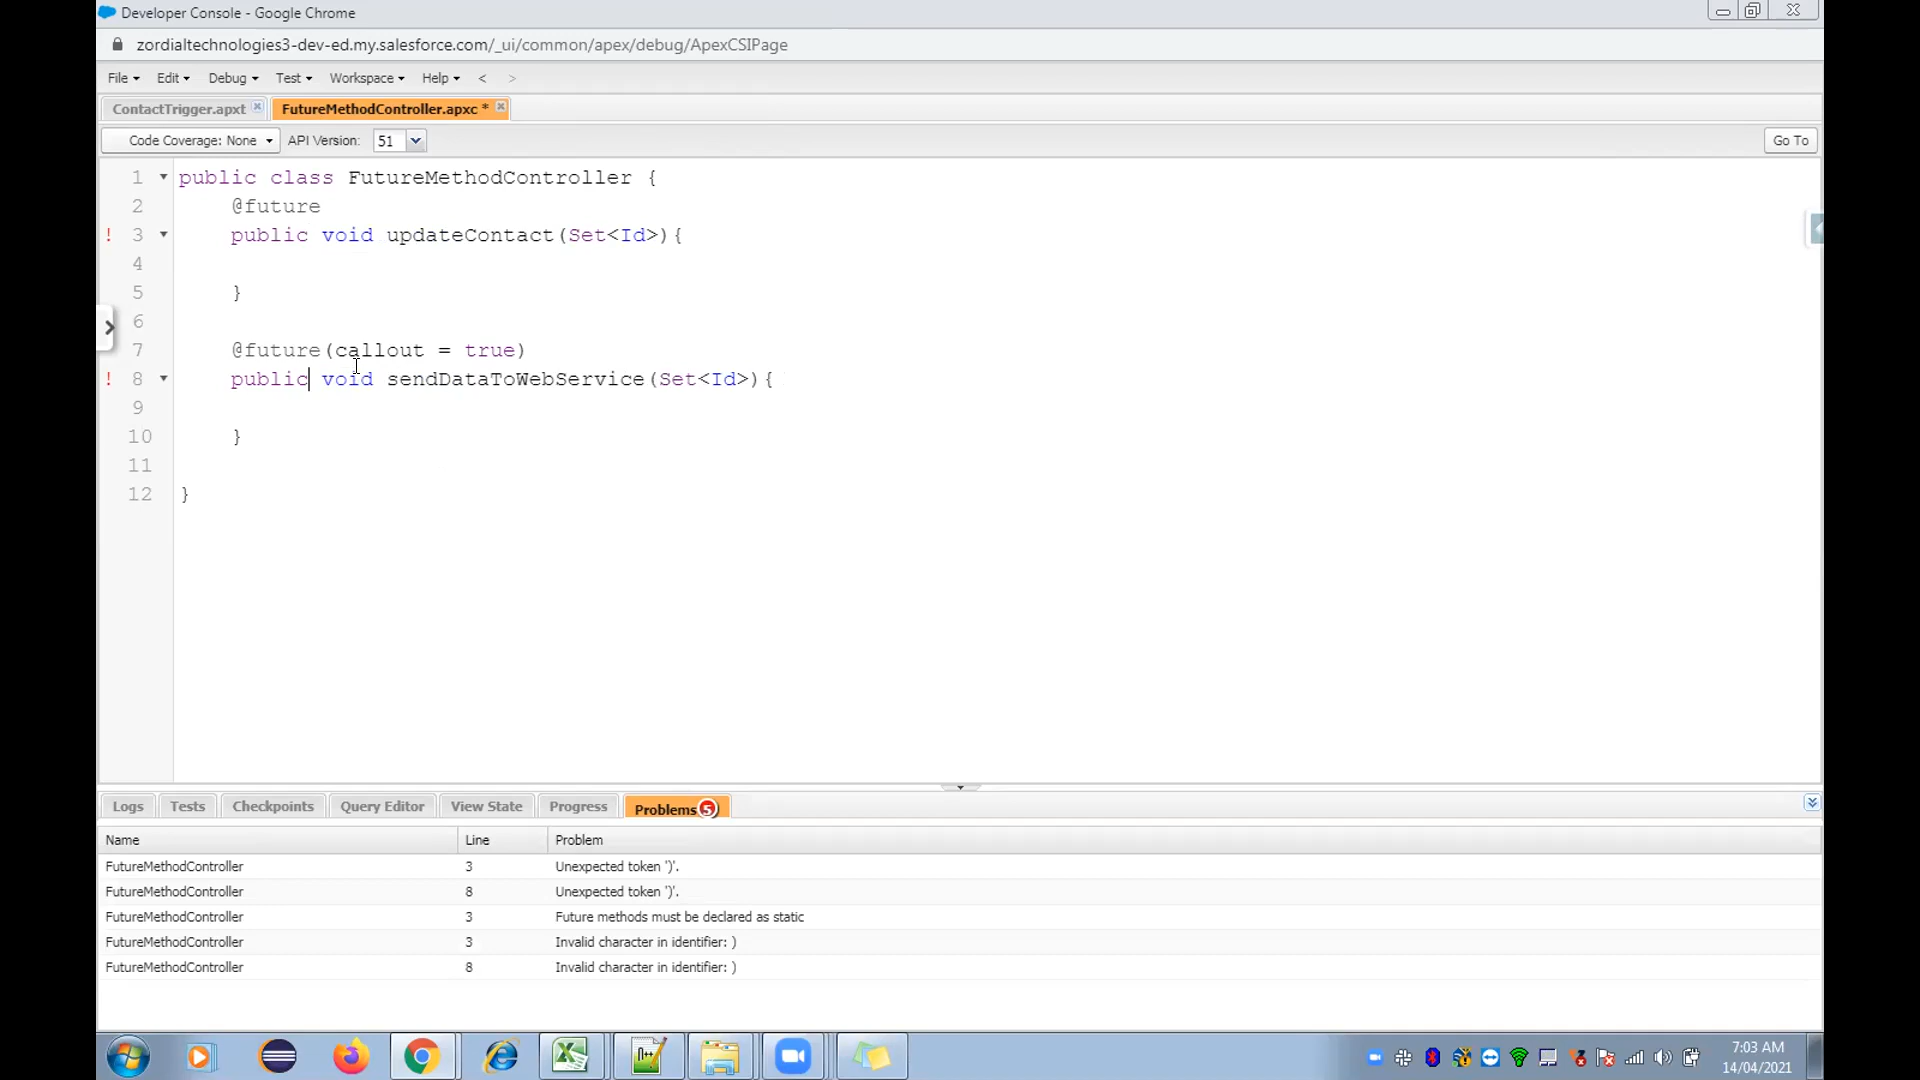 Developer Console - Google Chrome
zordialtechnologies3-dev-ed.my.salesforce.com/_ui/common/apex/debug/ApexCSIPage
File Edit Debug Test Workspace Help < >
ContactTrigger.apxt FutureMethodController.apxc *
Code Coverage: None API Version: 51 Go To
1 public class FutureMethodController {
2 @future
! 3 public void updateContact(Set<Id>){
4
5 }
6
7 @future(callout = true)
! 8 public void sendDataToWebService(Set<Id>){
9
10 }
11
12 }
Logs Tests Checkpoints Query Editor View State Progress Problems 5
Name Line Problem
FutureMethodController 3 Unexpected token ')'.
FutureMethodController 8 Unexpected token ')'.
FutureMethodController 3 Future methods must be declared as static
FutureMethodController 3 Invalid character in identifier: )
FutureMethodController 8 Invalid character in identifier: )
7:03 AM
14/04/2021